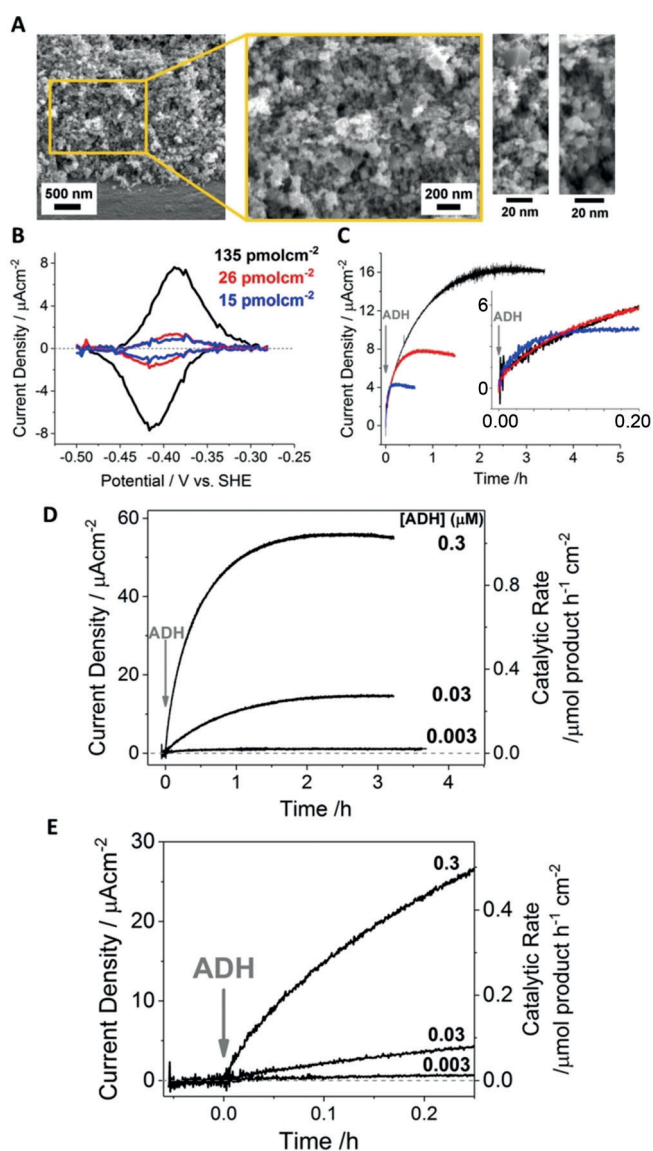 A
500 nm
200 nm
20 nm
20 nm
B
135 pmolcm-2
26 pmolcm-2
15 pmolcm-2
8
4
0
-4
-8
Current Density / μAcm-2
-0.50 -0.45 -0.40 -0.35 -0.30 -0.25
Potential / V vs. SHE
C
16
12
8
4
0
Current Density / μAcm-2
ADH
0 1 2 3 4 5
Time /h
6
0
ADH
0.00 0.20
D
60
40
20
0
Current Density / μAcm-2
ADH
[ADH] (μM)
0.3
0.03
0.003
0.8
0.4
0.0
Catalytic Rate
/μmol product h-1 cm-2
0 1 2 3 4
Time /h
E
30
20
10
0
Current Density / μAcm-2
ADH
0.3
0.03
0.003
0.4
0.2
0.0
Catalytic Rate
/μmol product h-1 cm-2
0.0 0.1 0.2
Time /h